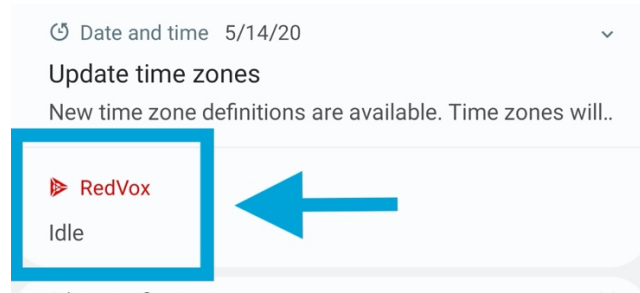 Date and time 5/14/20
Update time zones
New time zone definitions are available. Time zones will..
RedVox
Idle